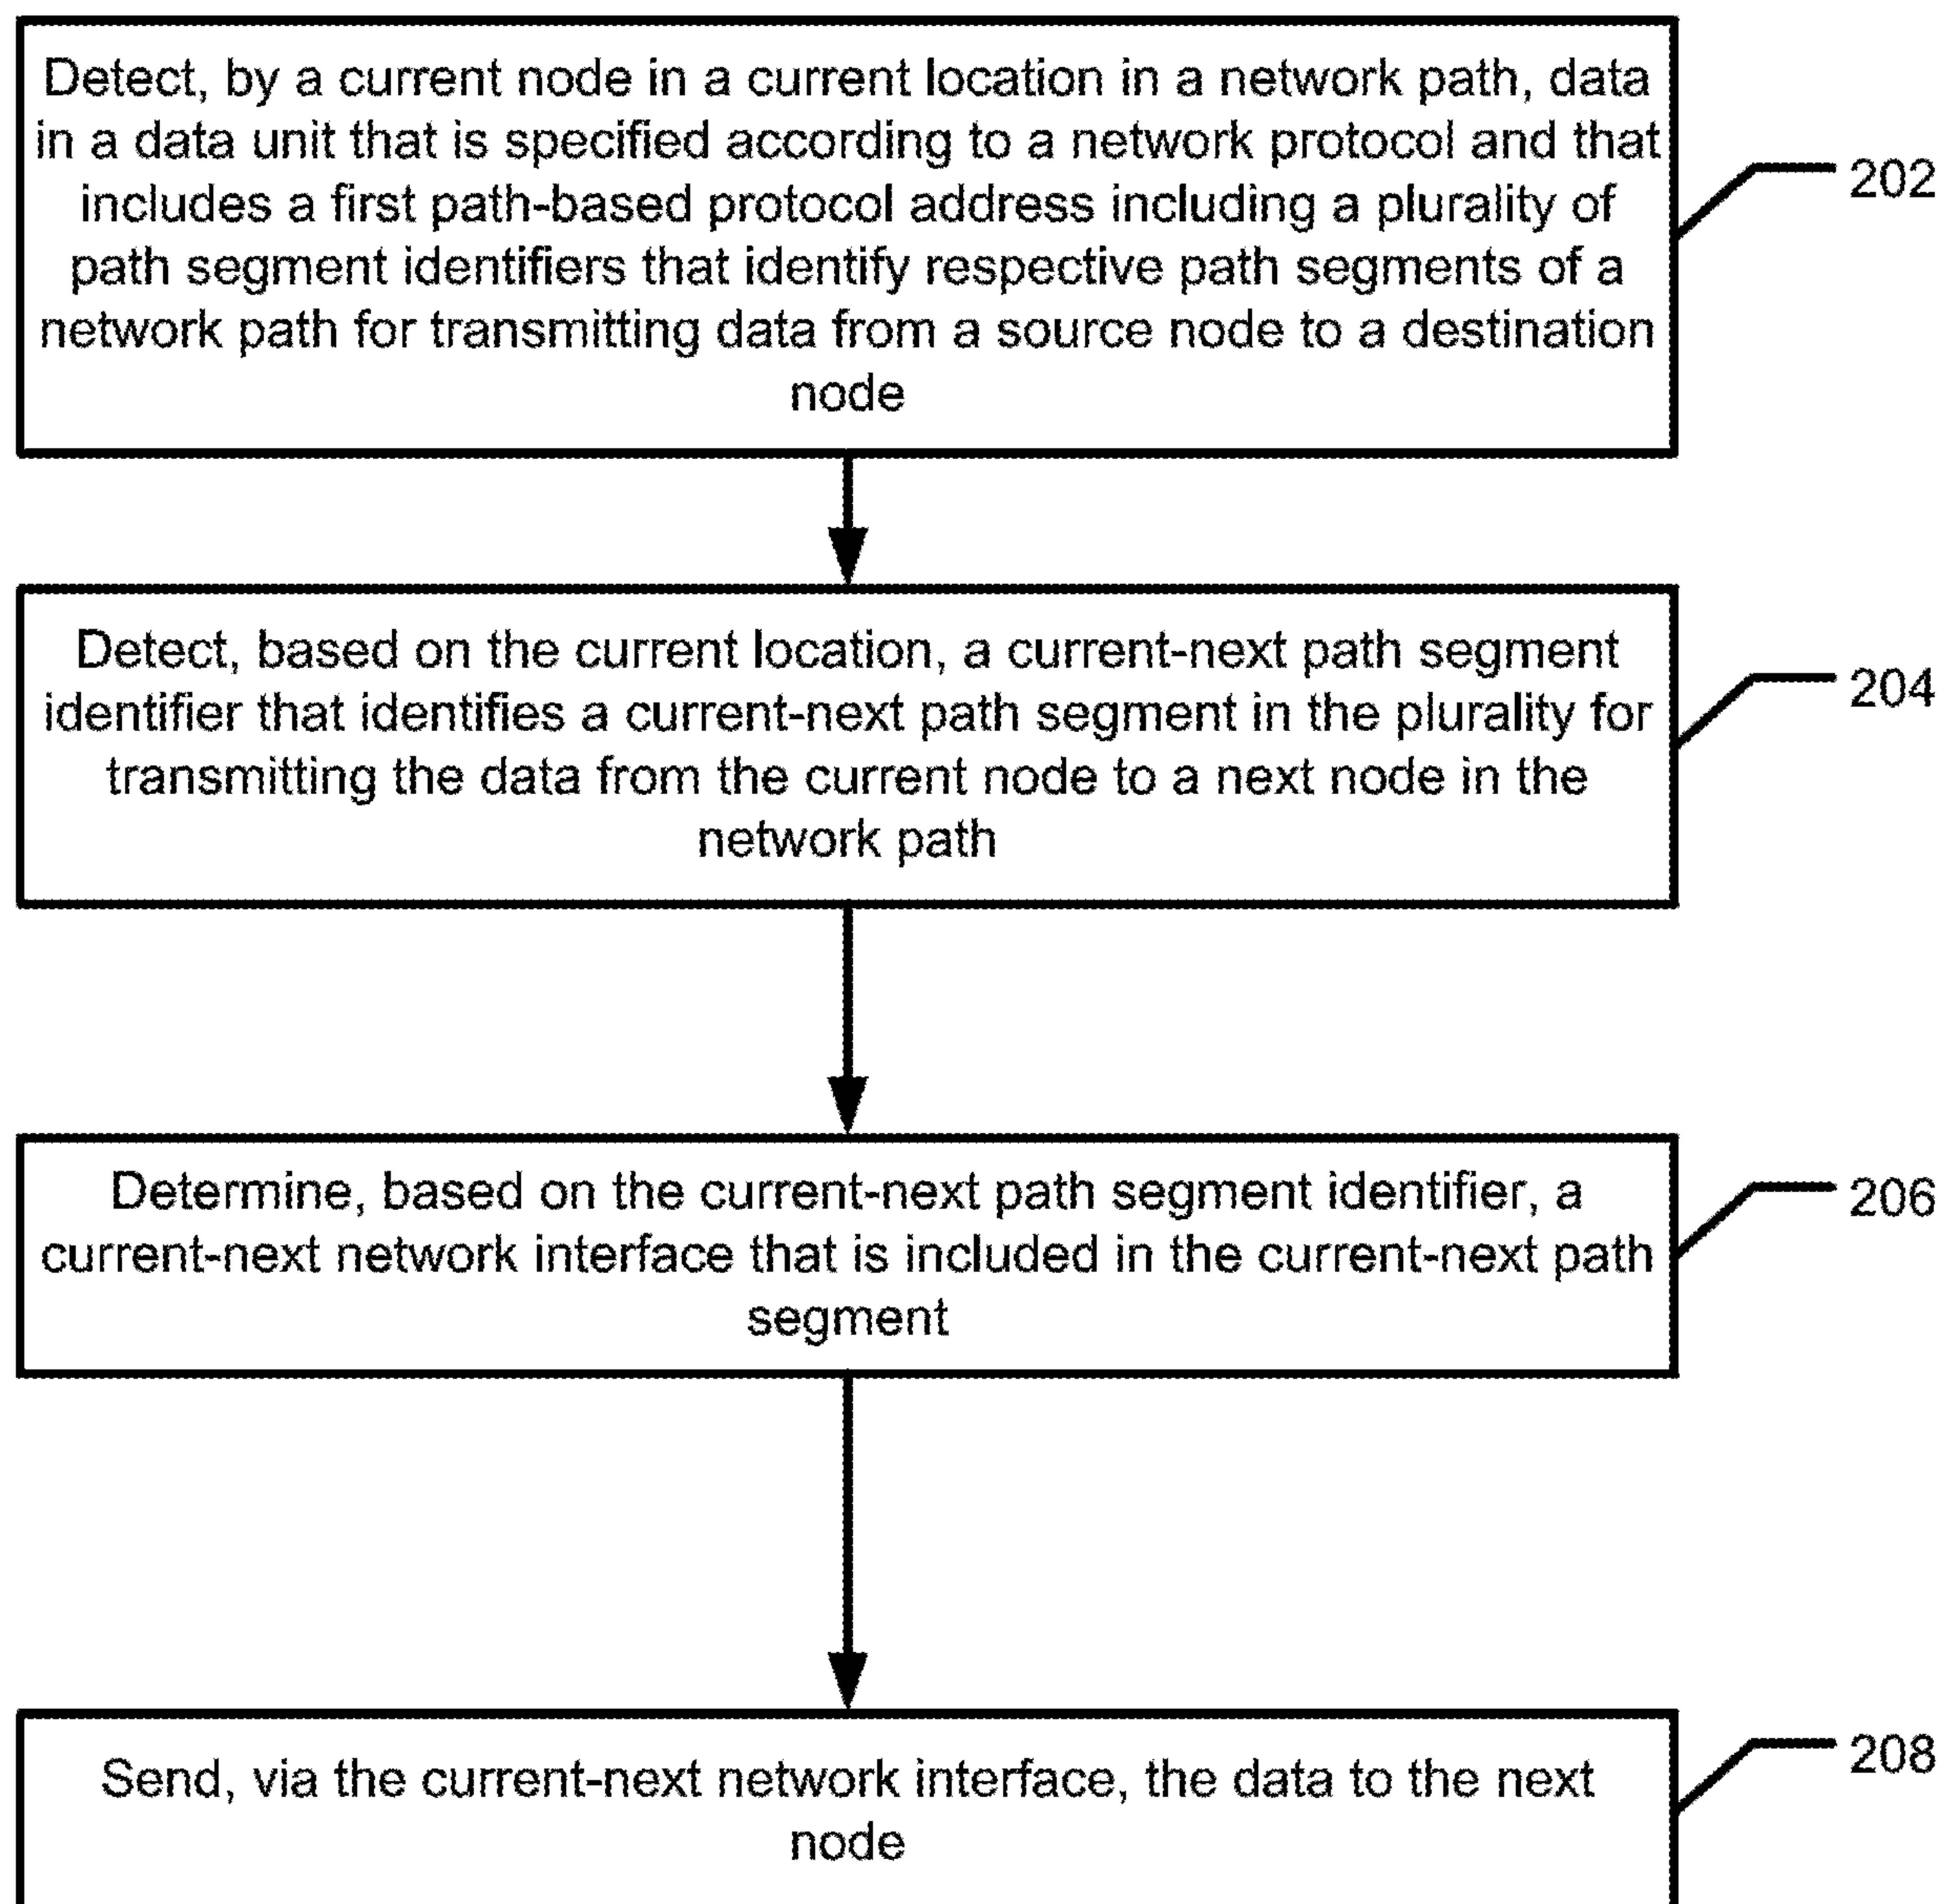 Detect, by a current node in a current location in a network path, data
in a data unit that is specified according to a network protocol and that
includes a first path-based protocol address including a plurality of
path segment identifiers that identify respective path segments of a
network path for transmitting data from a source node to a destination
node
202
Detect, based on the current location, a current-next path segment
identifier that identifies a current-next path segment in the plurality for
transmitting the data from the current node to a next node in the
network path
204
Determine, based on the current-next path segment identifier, a
current-next network interface that is included in the current-next path
segment
206
Send, via the current-next network interface, the data to the next
node
208